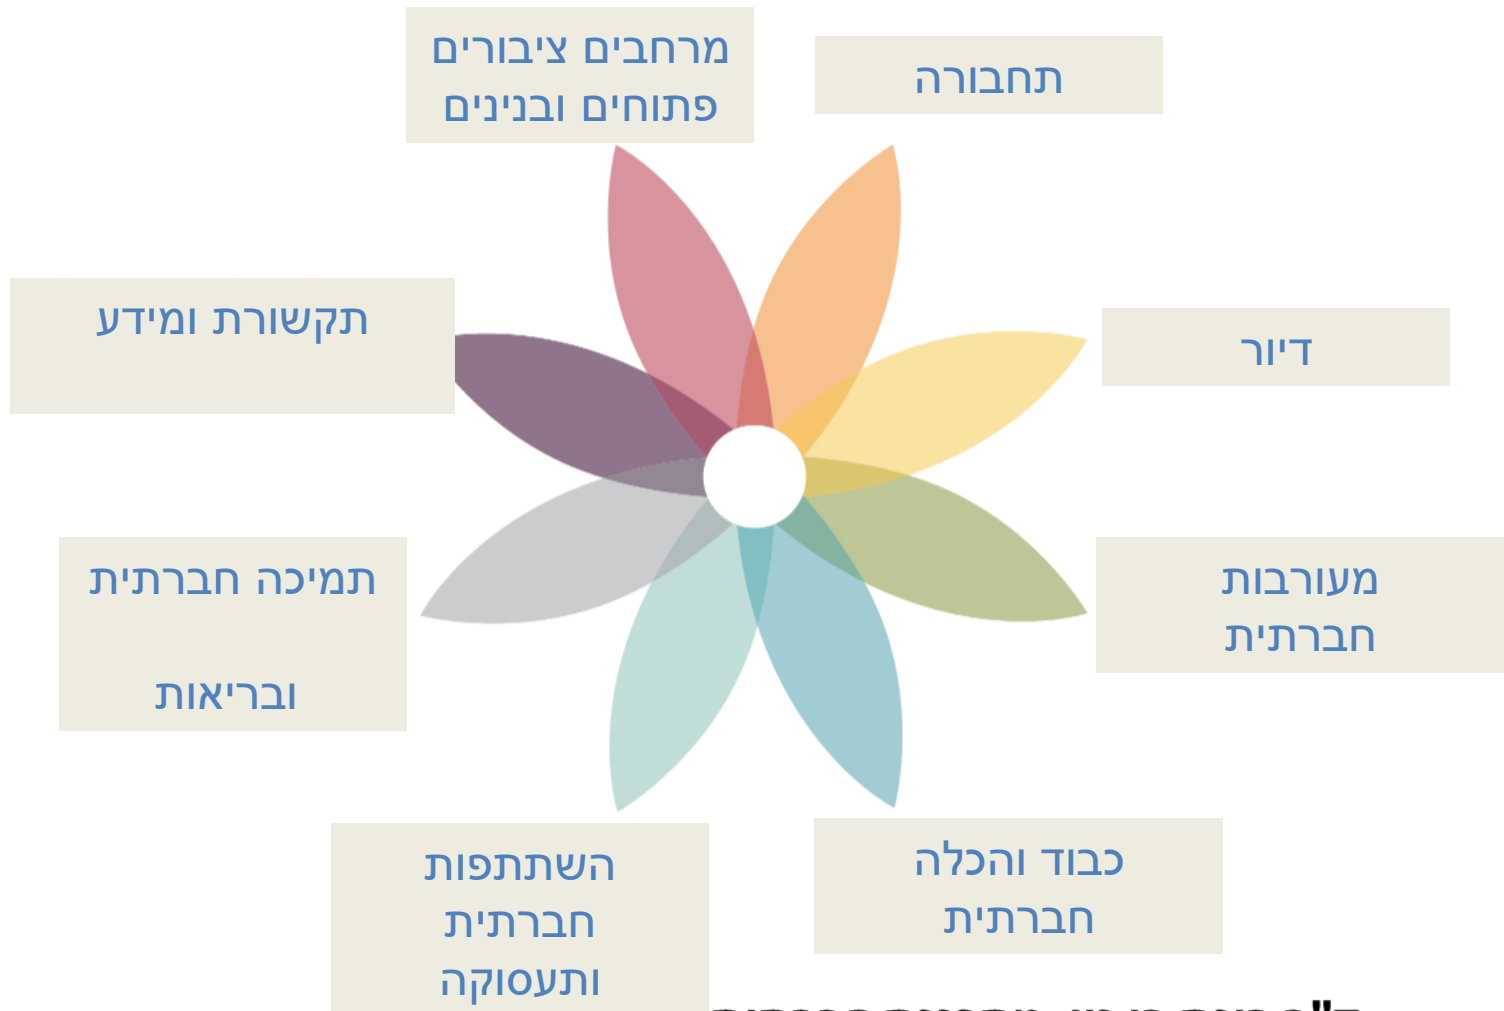 מרחבים ציבורים
פתוחים ובנינים
תחבורה
תקשורת ומידע
דיור
תמיכה חברתית
ובריאות
מעורבות
חברתית
השתתפות
חברתית
ותעסוקה
כבוד והכלה
חברתית